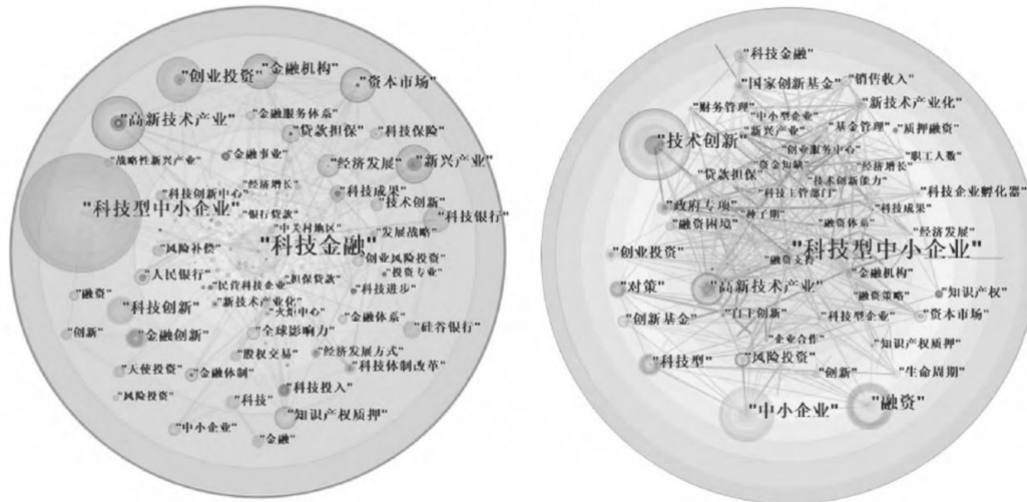 "创业投资"
"金融机构"
"资本市场"
"高新技术产业"
"金融服务体系"
"贷款担保"
"科技保险"
"战略性新兴产业"
"金融事业"
"经济发展"
"新兴产业"
"科技创新中心"
"经济增长"
"科技成果"
"技术创新"
"科技型中小企业"
"银行贷款"
"科技银行"
"中关村地区"
"发展战略"
"科技金融"
"风险补偿"
"创业风险投资"
"人民银行"
"担保贷款"
"投资专业"
"民营科技企业"
"科技进步"
"融资"
"新技术产业化"
"科技创新"
"火炬中心"
"金融体系"
"创新"
"金融创新"
"全球影响力"
"硅谷银行"
"股权交易"
"经济发展方式"
"天使投资"
"金融体制"
"科技体制改革"
"科技投入"
"风险投资"
"科技"
"知识产权质押"
"中小企业"
"金融"
"科技金融"
"国家创新基金"
"销售收入"
"财务管理"
"新技术产业化"
"中小型企业"
"技术创新"
"新兴产业"
"基金管理"
"质押融资"
"创业服务中心"
"职工人数"
"资金短缺"
"经济增长"
"贷款担保"
"技术创新能力"
"科技主管部门"
"科技企业孵化器"
"政府专项"
"种子期"
"科技成果"
"融资困境"
"融资体系"
"经济发展"
"科技型中小企业"
"创业投资"
"融资支持"
"金融机构"
"对策"
"高新技术产业"
"融资策略"
"知识产权"
"创新基金"
"自主创新"
"科技型企业"
"资本市场"
"企业合作"
"知识产权质押"
"科技型"
"风险投资"
"创新"
"生命周期"
"中小企业"
"融资"